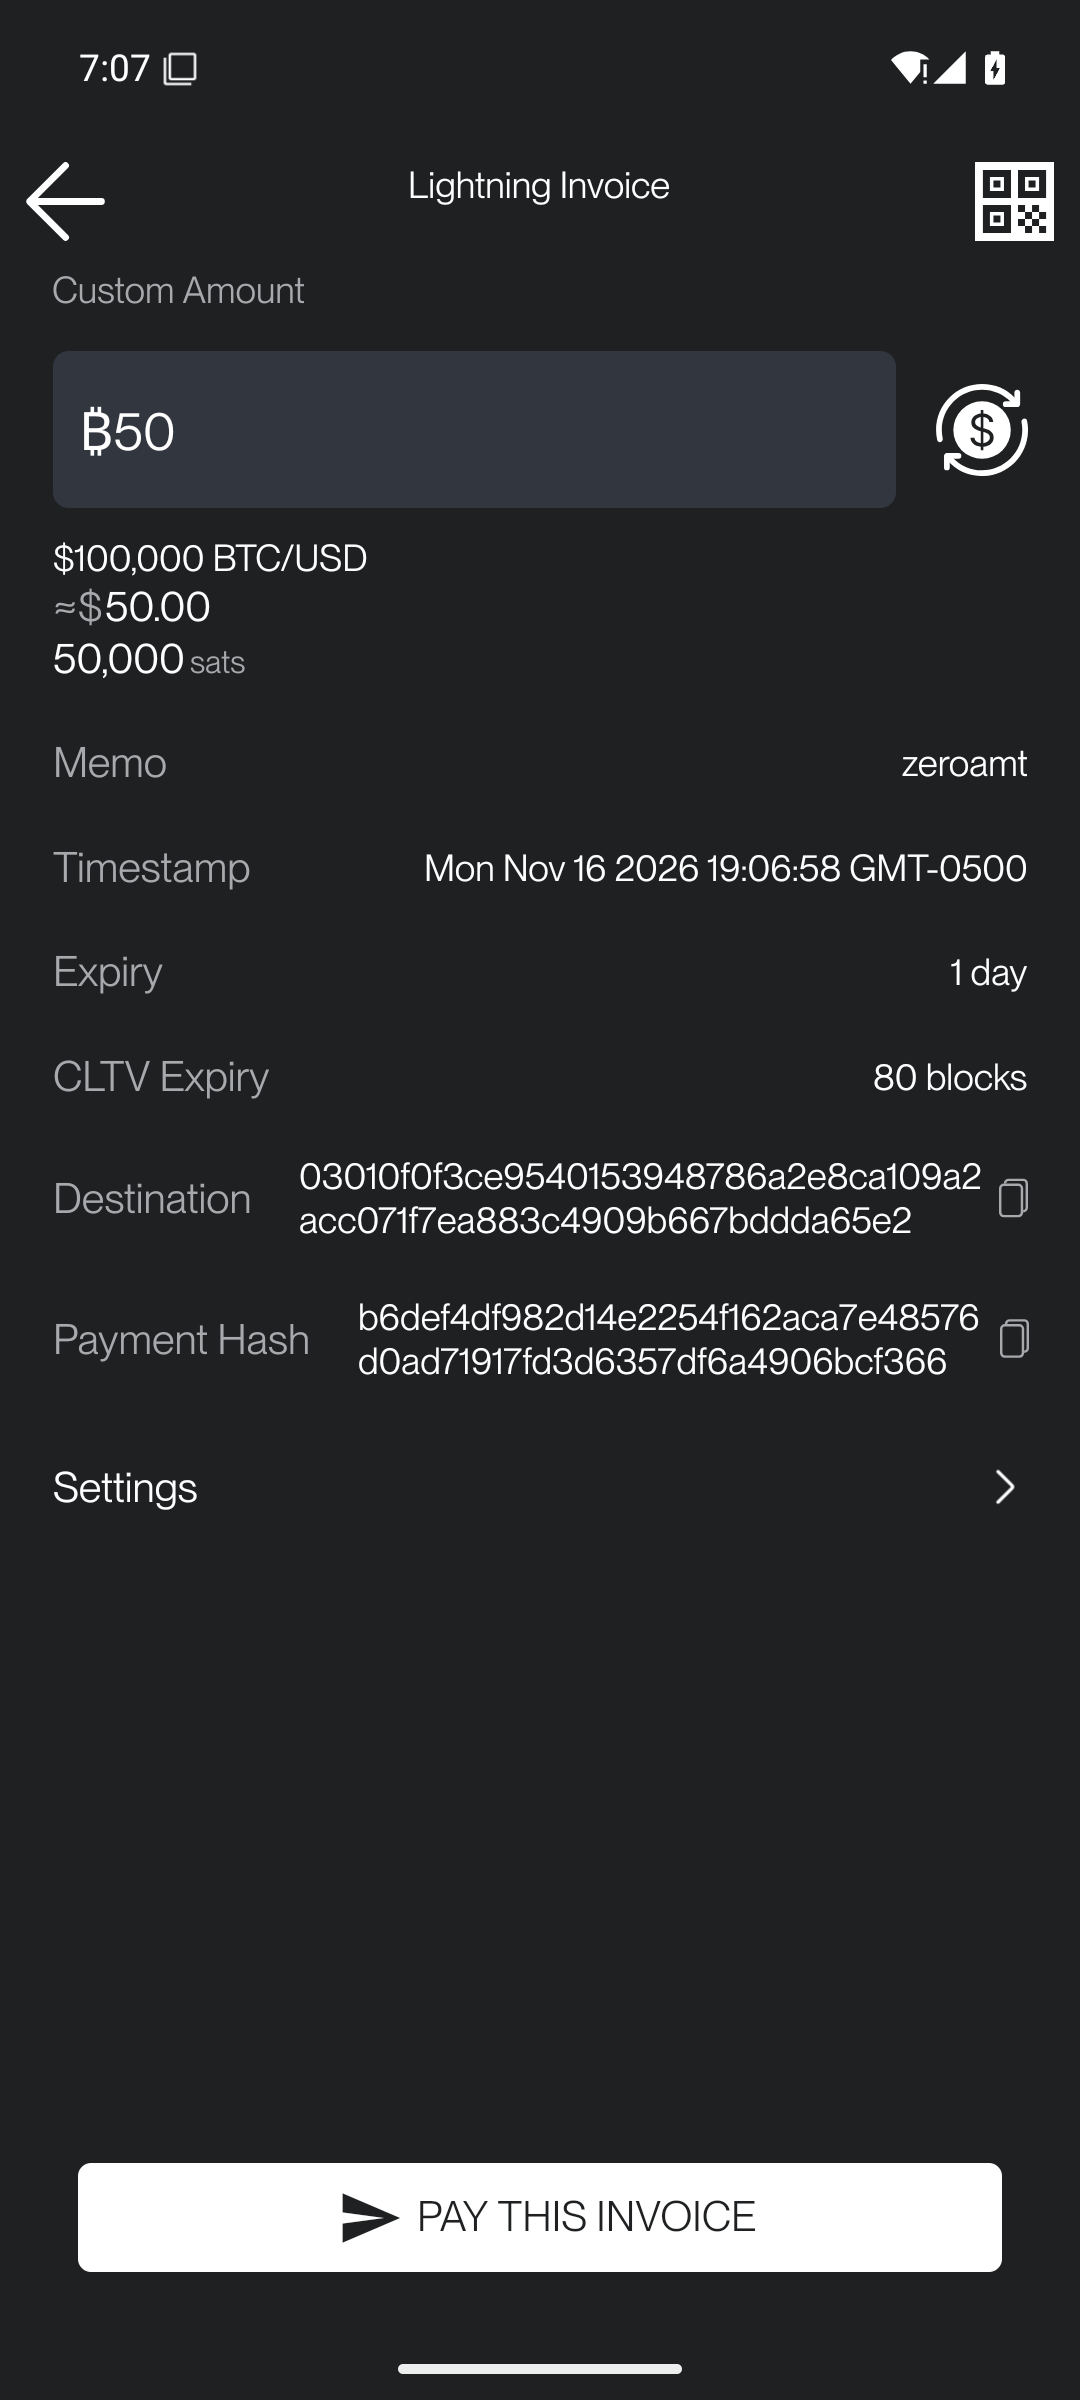 7:07
Lightning Invoice
Custom Amount
₿50
$100,000 BTC/USD
≈$50.00
50,000 sats
Memo zeroamt
Timestamp Mon Nov 16 2026 19:06:58 GMT-0500
Expiry 1 day
CLTV Expiry 80 blocks
Destination 03010f0f3ce9540153948786a2e8ca109a2
acc071f7ea883c4909b667bddda65e2
Payment Hash b6def4df982d14e2254f162aca7e48576
d0ad71917fd3d6357df6a4906bcf366
Settings
PAY THIS INVOICE